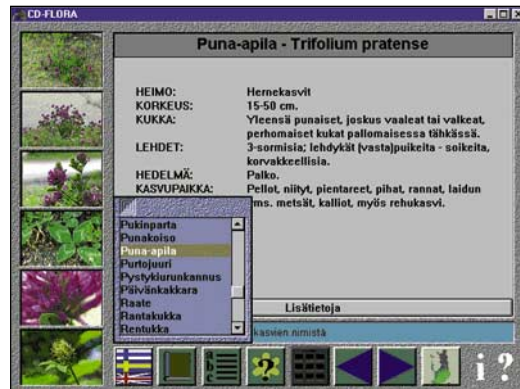 CD-FLORA
Puna-apila - Trifolium pratense
HEIMO: Hernekasvit
KORKEUS: 15-50 cm.
KUKKA: Yleensä punaiset, joskus vaaleat tai valkeat,
perhomaiset kukat pallomaisessa tähkässä.
LEHDET: 3-sormisia; lehdykät (vasta)puikeita - soikeita,
korvakkeellisia.
HEDELMÄ: Palko.
KASVUPAIKKA: Pellot, niityt, pientareet, pihat, rannat, laidun
yms. metsät, kalliot, myös rehukasvi.
Pukinparta
Punakoiso
Puna-apila
Purtojuuri
Pystykiurunkannus
Päivänkakkara
Raate
Rantakukka
Rentukka
Lisätietoja
kasvien nimistä
a
b
c
?
i ?